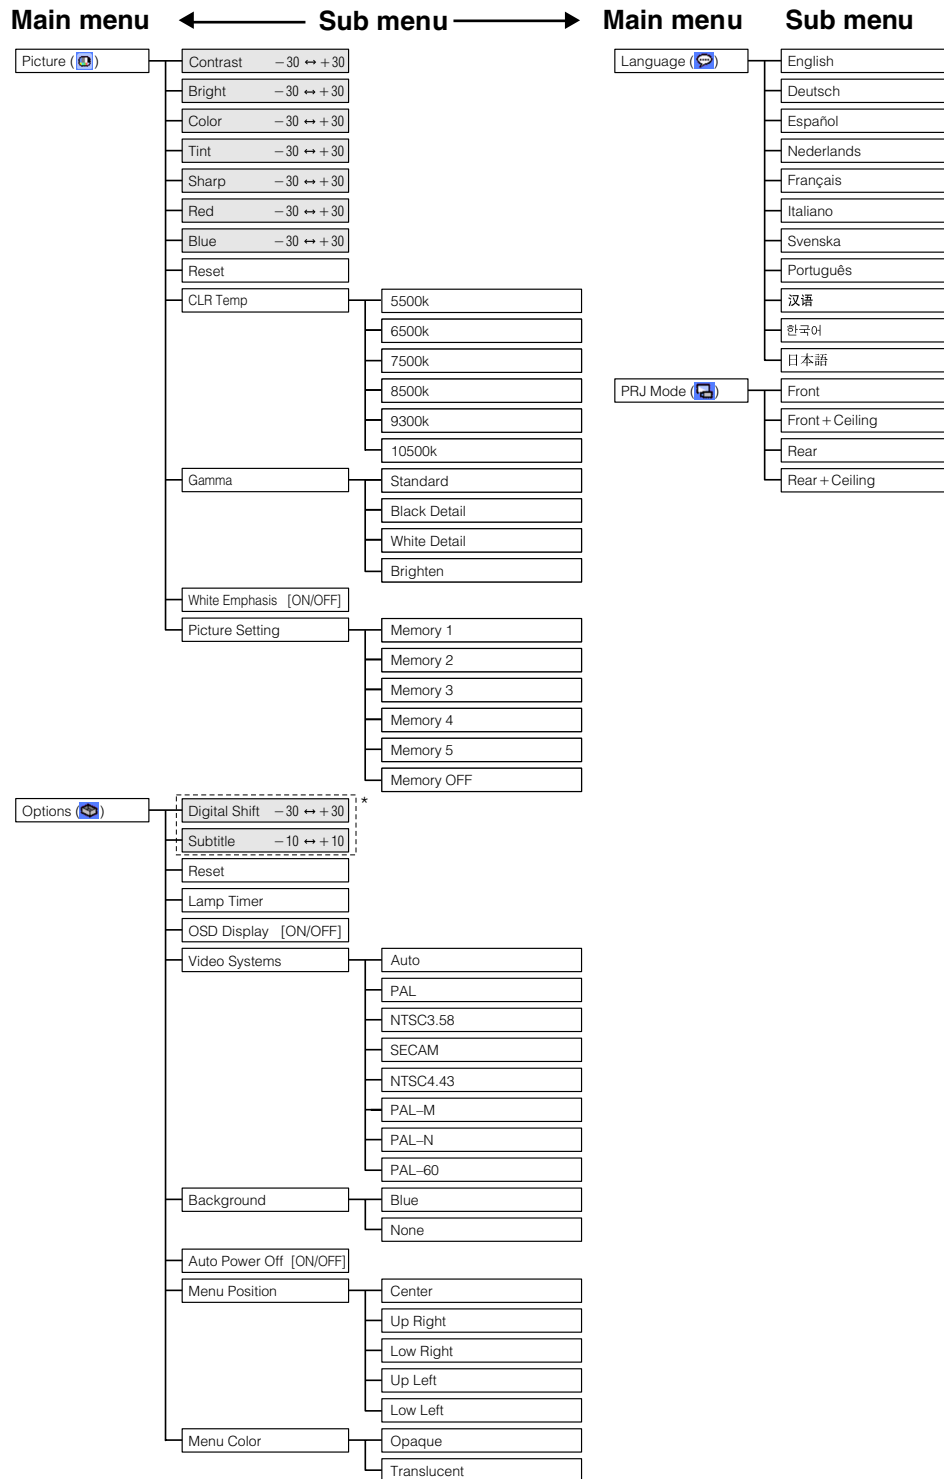 Main menu
Sub menu
Main menu
Sub menu
Picture ( )
Contrast −30 ↔ +30
Bright −30 ↔ +30
Color −30 ↔ +30
Tint −30 ↔ +30
Sharp −30 ↔ +30
Red −30 ↔ +30
Blue −30 ↔ +30
Reset
CLR Temp
5500k
6500k
7500k
8500k
9300k
10500k
Gamma
Standard
Black Detail
White Detail
Brighten
White Emphasis [ON/OFF]
Picture Setting
Memory 1
Memory 2
Memory 3
Memory 4
Memory 5
Memory OFF
Options ( )
Digital Shift −30 ↔ +30 *
Subtitle −10 ↔ +10
Reset
Lamp Timer
OSD Display [ON/OFF]
Video Systems
Auto
PAL
NTSC3.58
SECAM
NTSC4.43
PAL–M
PAL–N
PAL–60
Background
Blue
None
Auto Power Off [ON/OFF]
Menu Position
Center
Up Right
Low Right
Up Left
Low Left
Menu Color
Opaque
Translucent
Language ( )
English
Deutsch
Español
Nederlands
Français
Italiano
Svenska
Português
汉语
한국어
日本語
PRJ Mode ( )
Front
Front+Ceiling
Rear
Rear+Ceiling